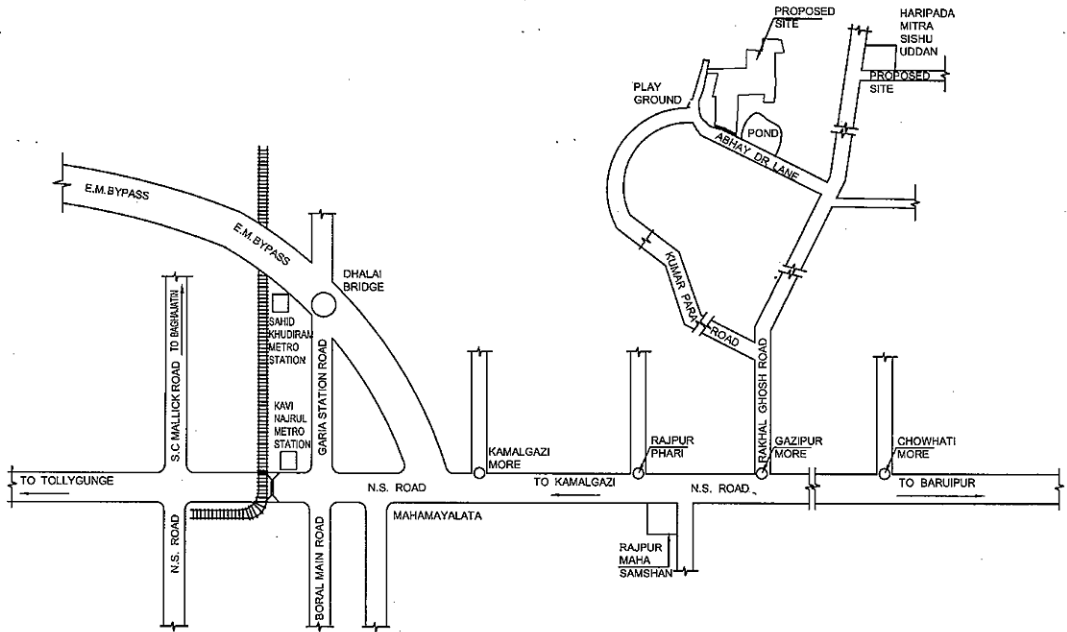 PROPOSED
SITE
HARIPADA
MITRA
SISHU
UDDAN
PROPOSED
SITE
PLAY
GROUND
POND
ABHAY DR LANE
E.M.BYPASS
E.M.BYPASS
KUMAR PARA
ROAD
DHALAI
BRIDGE
S.C MALLICK ROAD
TO BAGHAJATIN
SAHID
KHUDIRAM
METRO
STATION
GARIA STATION ROAD
RAKHAL GHOSH ROAD
KAVI
NAJRUL
METRO
STATION
KAMALGAZI
MORE
RAJPUR
PHARI
GAZIPUR
MORE
CHOWHATI
MORE
TO TOLLYGUNGE
N.S. ROAD
TO KAMALGAZI
N.S. ROAD
TO BARUIPUR
MAHAMAYALATA
N.S. ROAD
BORAL MAIN ROAD
RAJPUR
MAHA
SAMSHAN